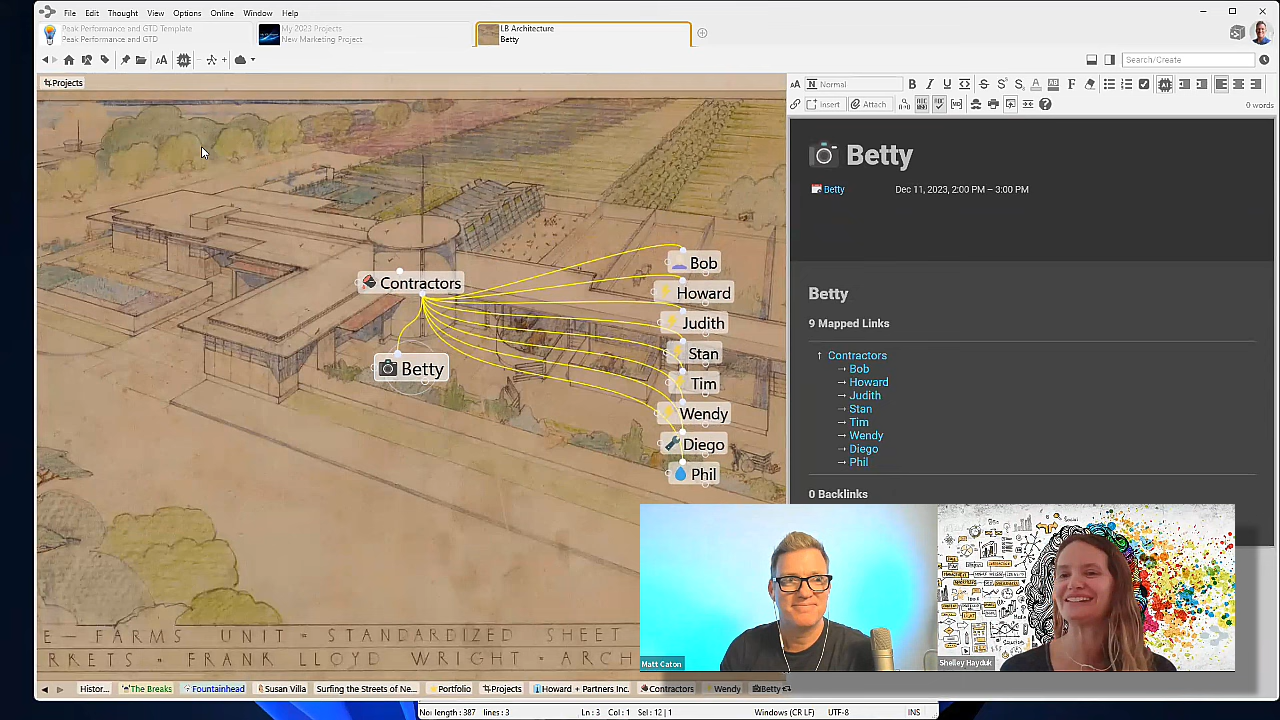 File Edit Thought View Options Online Window Help
Peak Performance and GTD Template
Peak Performance and GTD
My 2023 Projects
New Marketing Project
LB Architecture
Betty
Search/Create
Projects
Normal
Insert
Attach
0 words
Betty
Betty Dec 11, 2023, 2:00 PM – 3:00 PM
Contractors
Betty
Bob
Howard
Judith
Stan
Tim
Wendy
Diego
Phil
Betty
9 Mapped Links
↑ Contractors
→ Bob
→ Howard
→ Judith
→ Stan
→ Tim
→ Wendy
→ Diego
→ Phil
0 Backlinks
Matt Caton
Shelley Hayduk
E – FARMS UNIT - STANDARDIZED SHEET
RKETS - FRANK LLOYD WRIGHT - ARCH
Histor... The Breaks Fountainhead Susan Villa Surfing the Streets of Ne... Portfolio Projects Howard + Partners Inc. Contractors Wendy Betty
length: 387 lines: 3 Ln: 3 Col: 1 Sel: 12 | 1 Windows (CR LF) UTF-8 INS